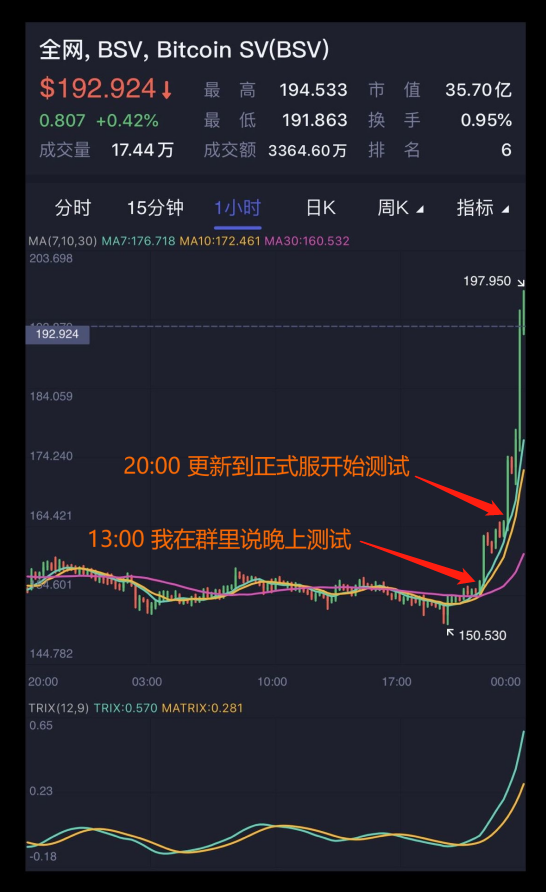 全网, BSV, Bitcoin SV(BSV)
$192.924↓ 最高 194.533 市值 35.70亿
0.807 +0.42% 最低 191.863 换手 0.95%
成交量 17.44万 成交额 3364.60万 排名 6
分时 15分钟 1小时 日K 周K 指标
MA(7,10,30) MA7:176.718 MA10:172.461 MA30:160.532
203.698
197.950
192.924
184.059
174.240
20:00 更新到正式服开始测试
164.421
13:00 我在群里说晚上测试
154.601
150.530
144.782
20:00 03:00 10:00 17:00 00:00
TRIX(12,9) TRIX:0.570 MATRIX:0.281
0.65
0.23
-0.18